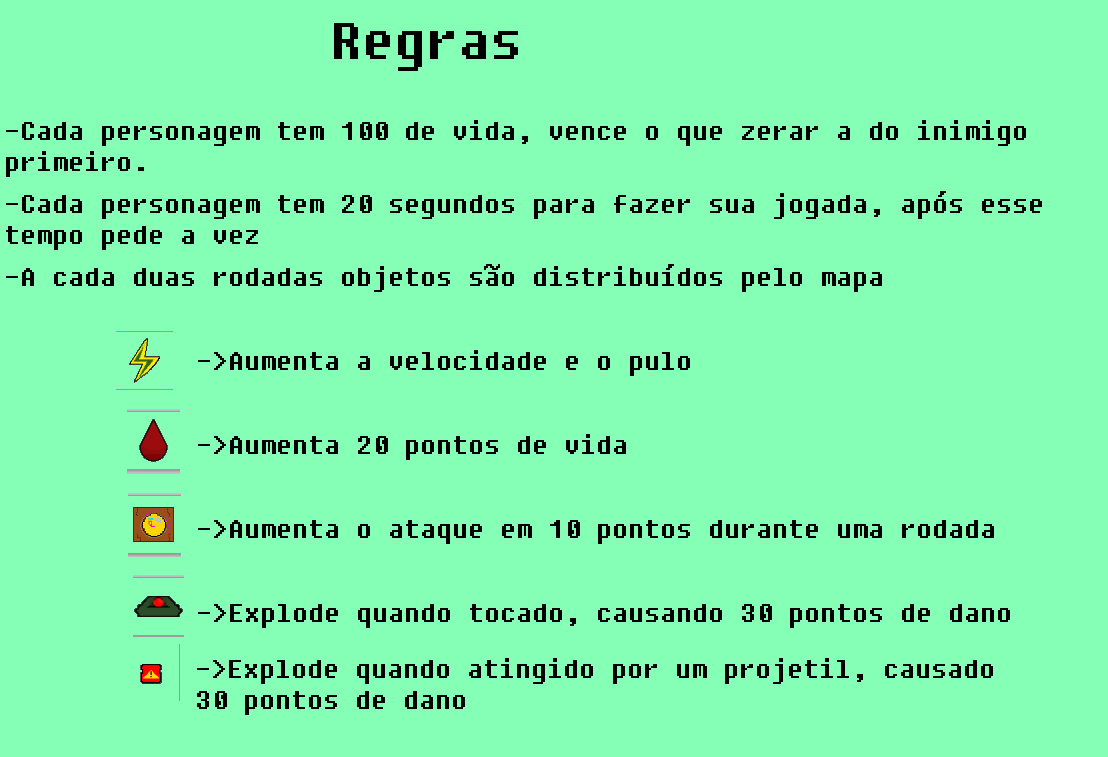 Regras
-Cada personagem tem 100 de vida, vence o que zerar a do inimigo
primeiro.
-Cada personagem tem 20 segundos para fazer sua jogada, após esse
tempo pede a vez
-A cada duas rodadas objetos são distribuídos pelo mapa
->Aumenta a velocidade e o pulo
->Aumenta 20 pontos de vida
->Aumenta o ataque em 10 pontos durante uma rodada
->Explode quando tocado, causando 30 pontos de dano
->Explode quando atingido por um projetil, causado
30 pontos de dano